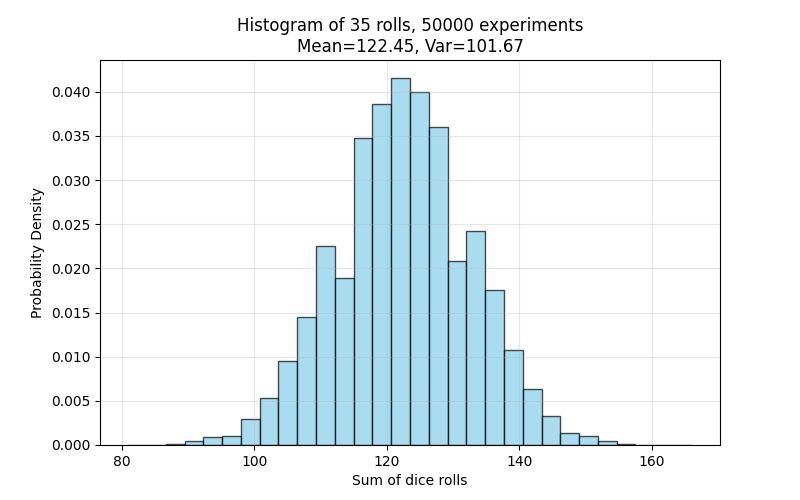 Histogram of 35 rolls, 50000 experiments
Mean=122.45, Var=101.67
Probability Density
0.040
0.035
0.030
0.025
0.020
0.015
0.010
0.005
0.000
80 100 120 140 160
Sum of dice rolls